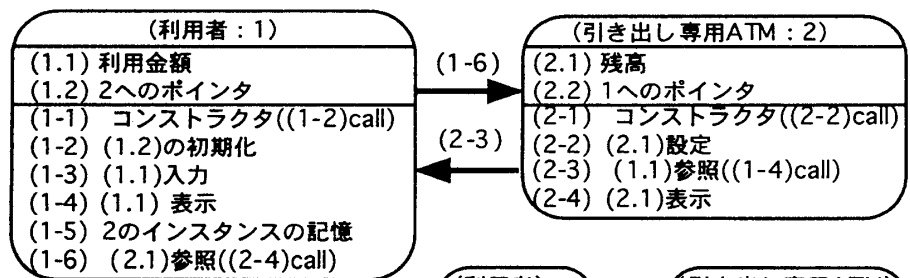 (利用者：1)
(1.1) 利用金額
(1.2) 2へのポインタ
(1-1) コンストラクタ((1-2)call)
(1-2) (1.2)の初期化
(1-3) (1.1)入力
(1-4) (1.1) 表示
(1-5) 2のインスタンスの記憶
(1-6) (2.1)参照((2-4)call)
(1-6)
(2-3)
(引き出し専用ATM：2)
(2.1) 残高
(2.2) 1へのポインタ
(2-1) コンストラクタ((2-2)call)
(2-2) (2.1)設定
(2-3) (1.1)参照((1-4)call)
(2-4) (2.1)表示